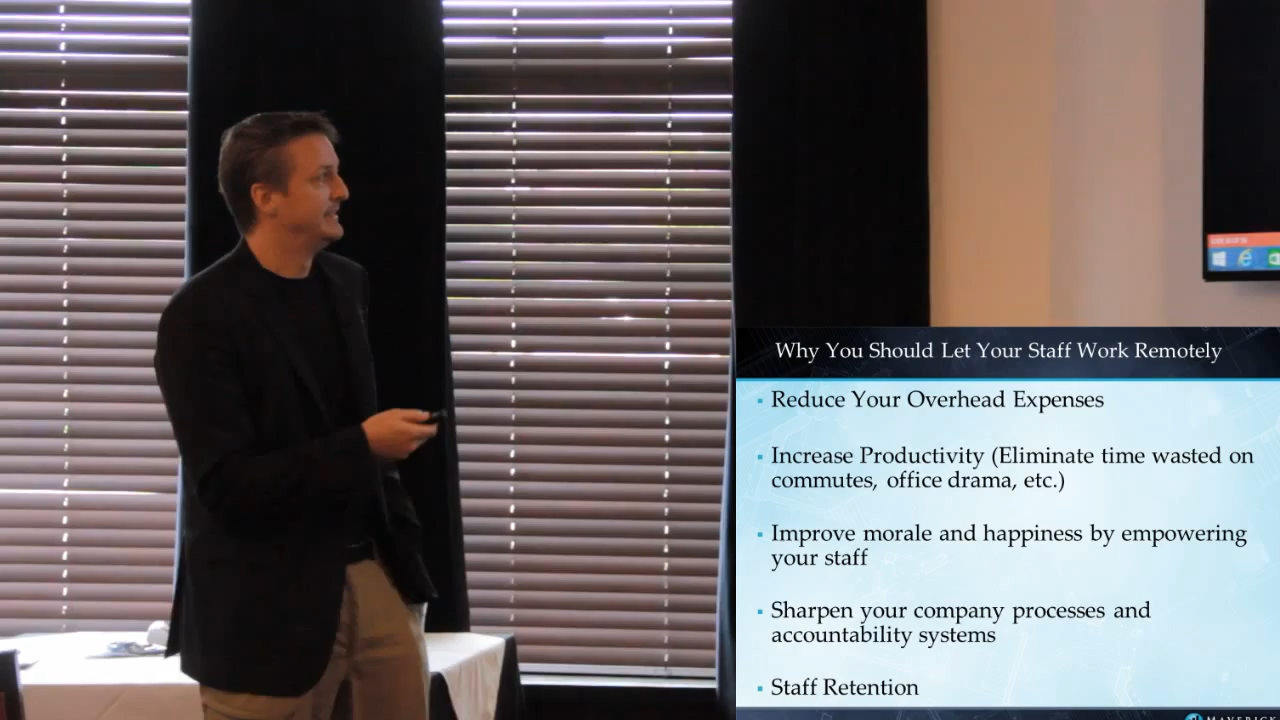 Why You Should Let Your Staff Work Remotely
▪ Reduce Your Overhead Expenses
▪ Increase Productivity (Eliminate time wasted on
commutes, office drama, etc.)
▪ Improve morale and happiness by empowering
your staff
▪ Sharpen your company processes and
accountability systems
▪ Staff Retention